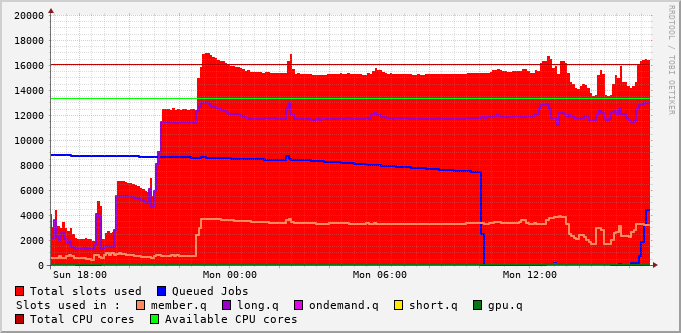 20000
18000
16000
14000
12000
10000
8000
6000
4000
2000
0
Sun 18:00 Mon 00:00 Mon 06:00 Mon 12:00
RRDTOOL / TOBI OETIKER
Total slots used Queued Jobs
Slots used in : member.q long.q ondemand.q short.q gpu.q
Total CPU cores Available CPU cores